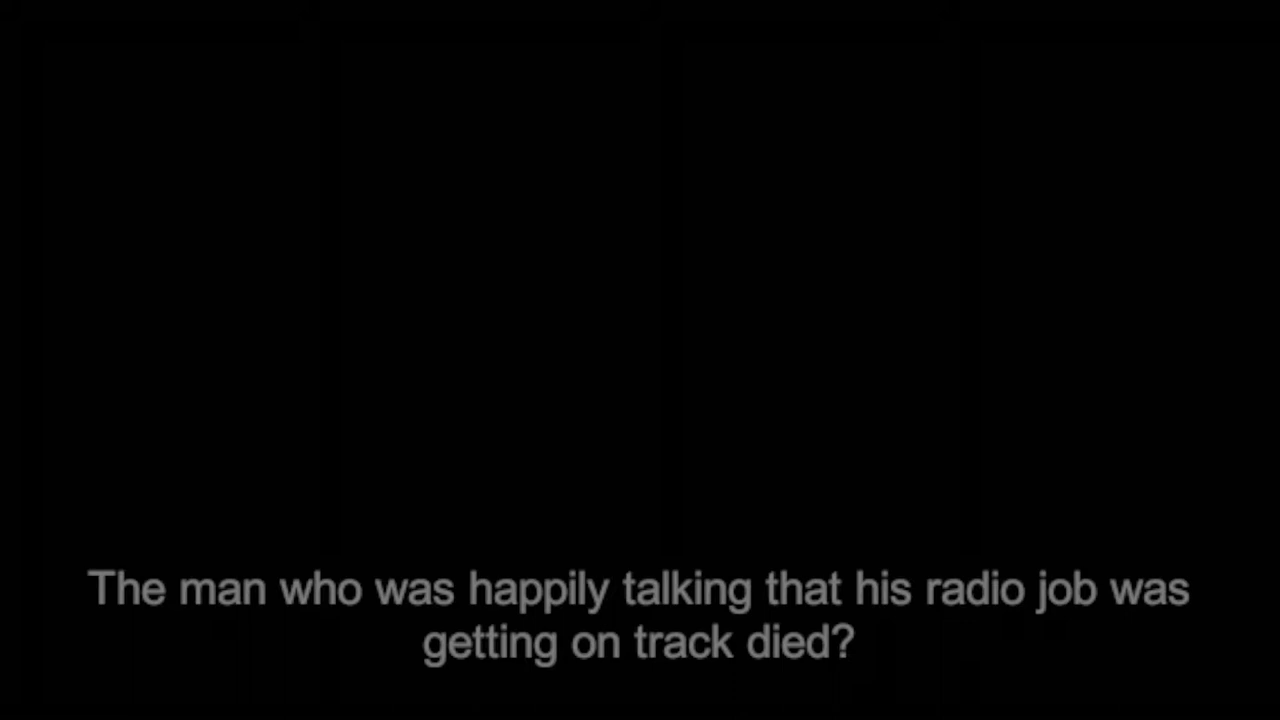 The man who was happily talking that his radio job was
getting on track died?